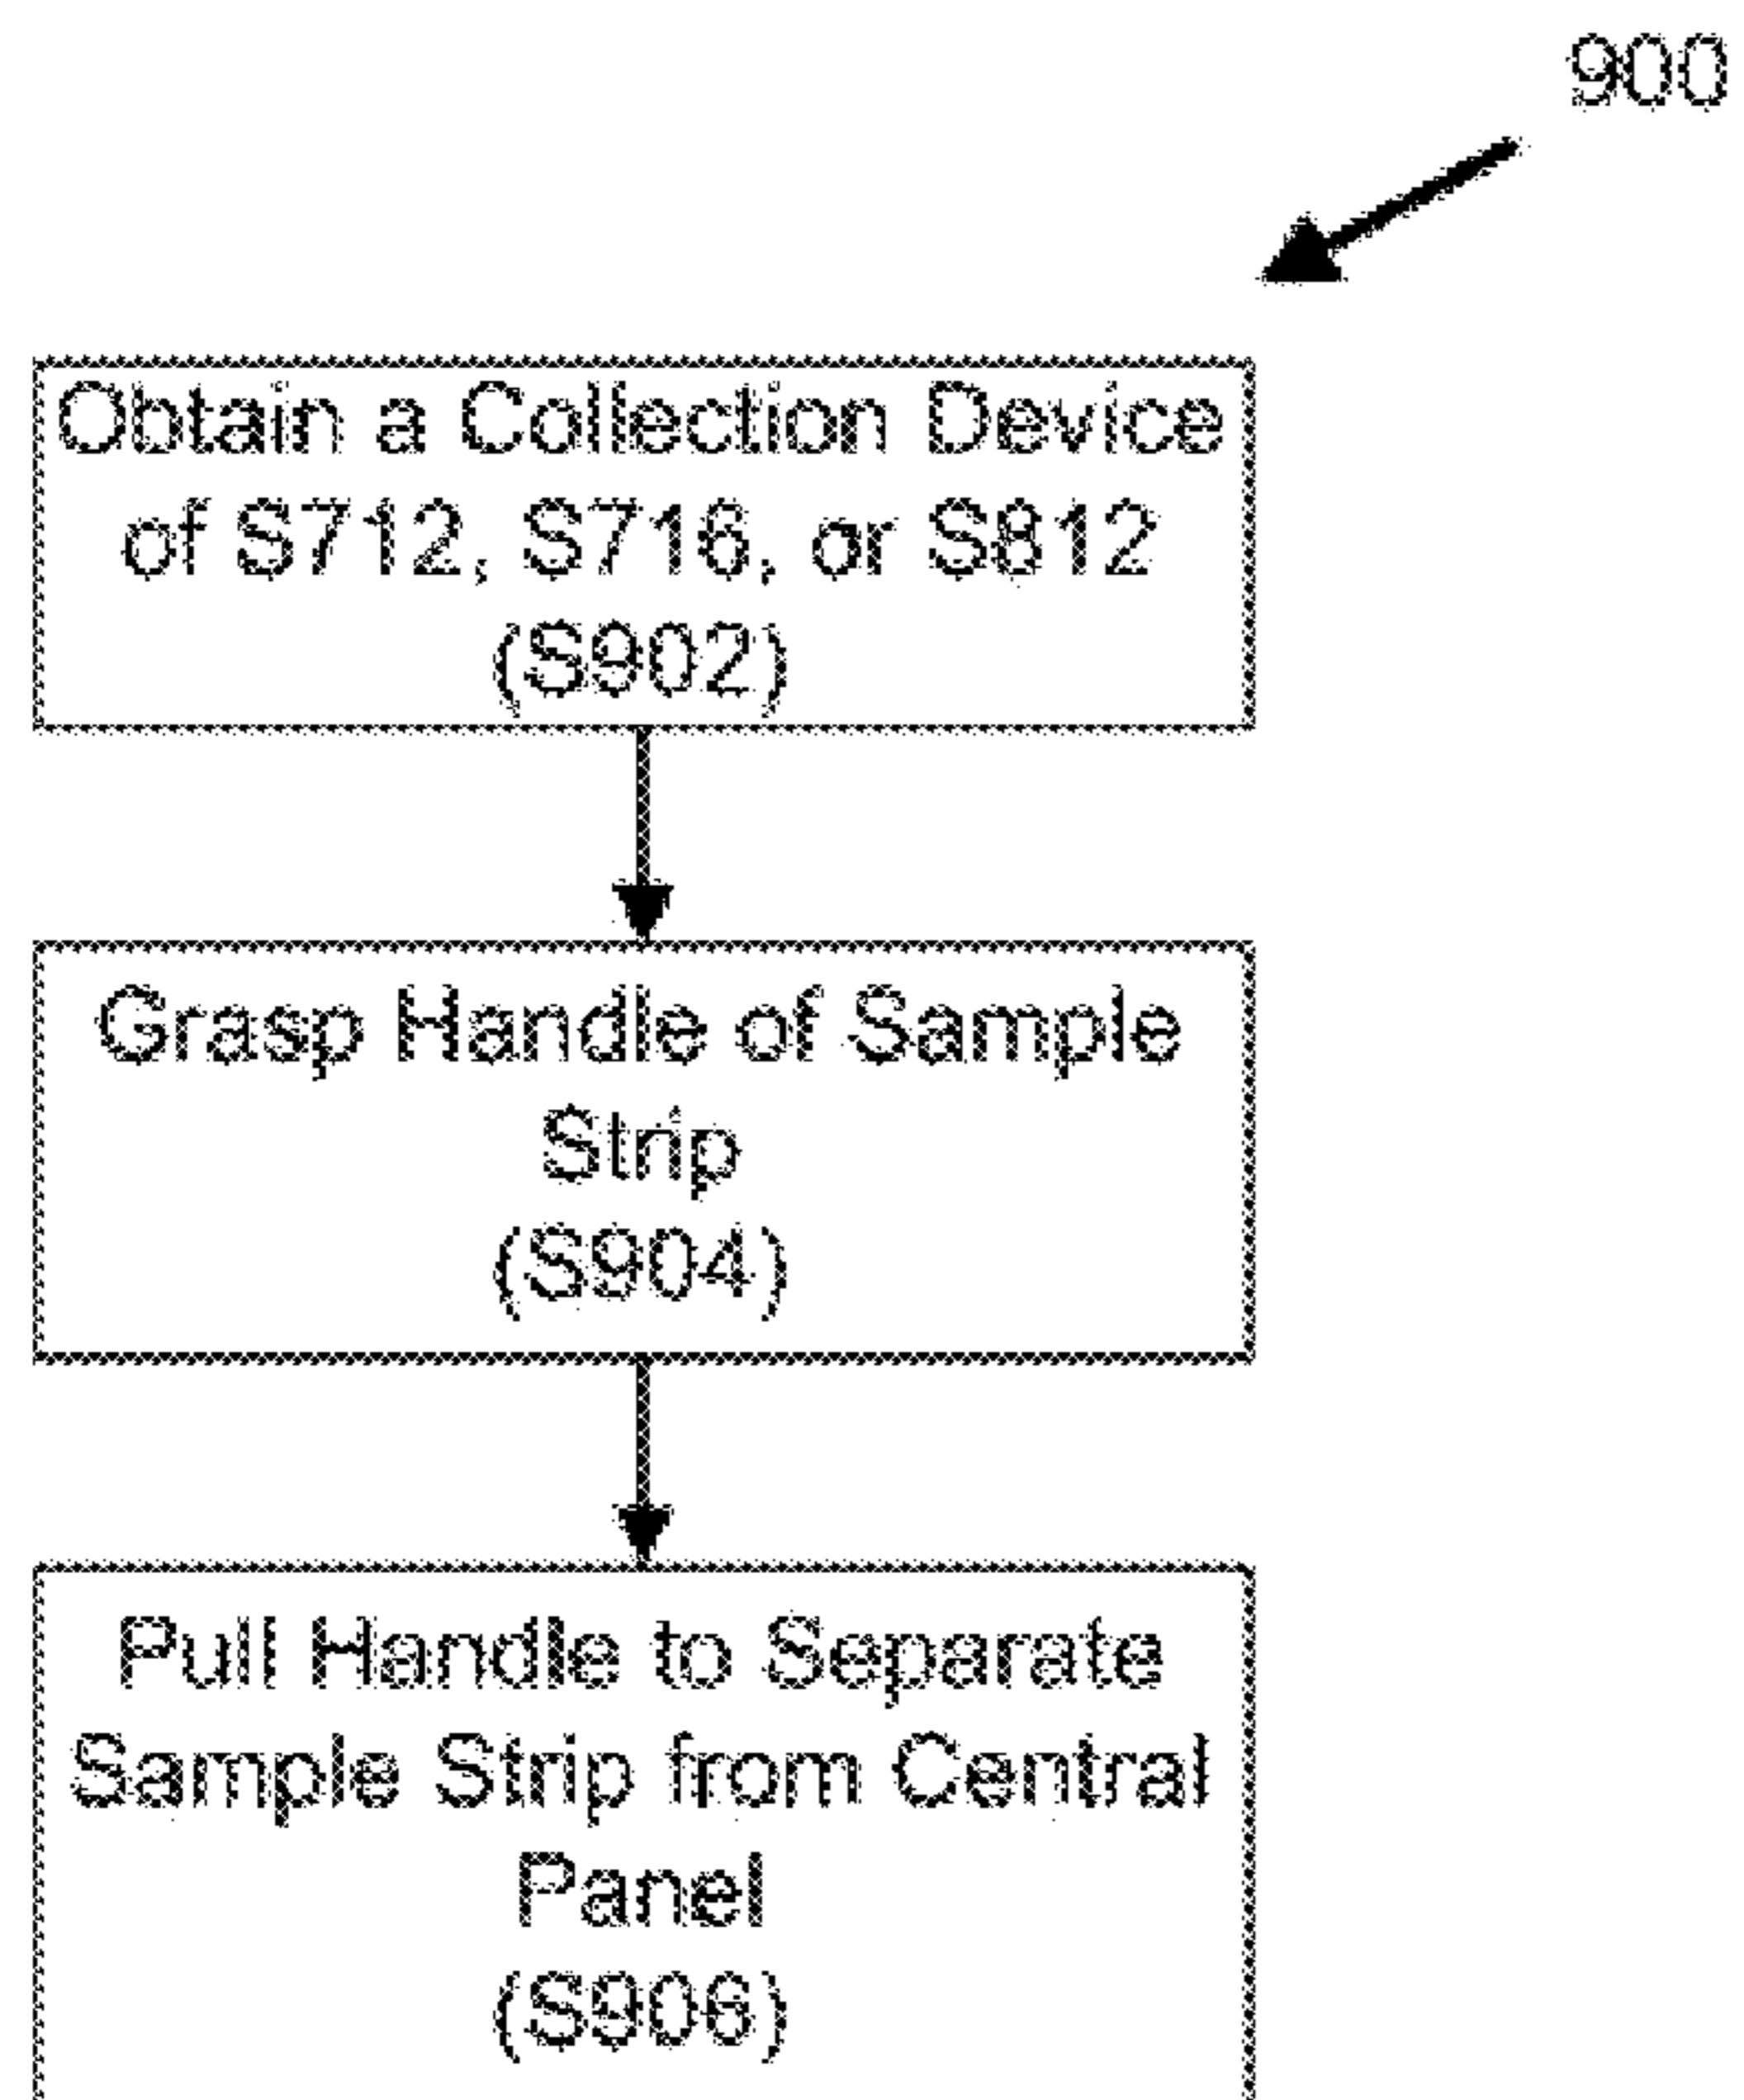 900
Obtain a Collection Device
of S712, S716, or S812
(S902)
Grasp Handle of Sample
Strip
(S904)
Pull Handle to Separate
Sample Strip from Central
Panel
(S906)